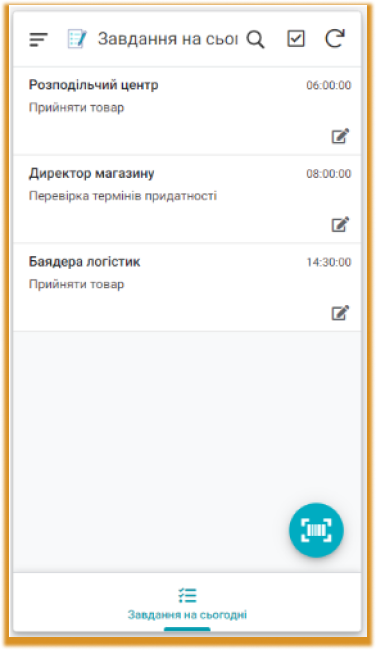 Завдання на сьог
Розподільчий центр 06:00:00
Прийняти товар
Директор магазину 08:00:00
Перевірка термінів придатності
Баядера логістик 14:30:00
Прийняти товар
Завдання на сьогодні